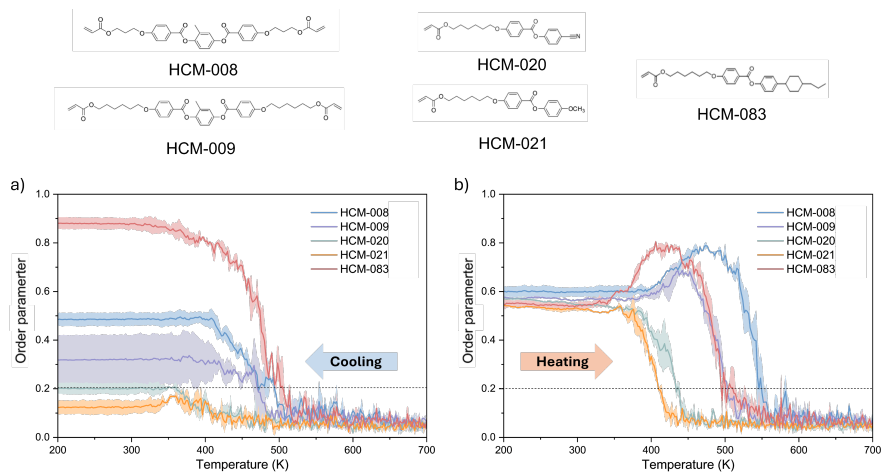 HCM-008
HCM-009
HCM-020
HCM-021
HCM-083
a)
Order paramerter
1.0
0.8
0.6
0.4
0.2
0.0
HCM-008
HCM-009
HCM-020
HCM-021
HCM-083
Cooling
200 300 400 500 600 700
Temperature (K)
b)
Order paramerter
1.0
0.8
0.6
0.4
0.2
0.0
HCM-008
HCM-009
HCM-020
HCM-021
HCM-083
Heating
200 300 400 500 600 700
Temperature (K)